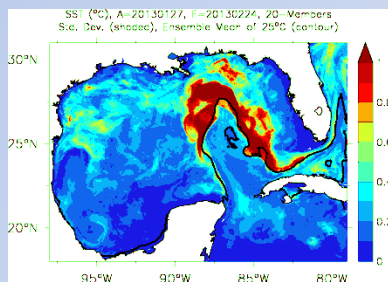 SST (°C), A=20130127, F=20130224, 20-Members
Std. Dev. (shaded), Ensemble Mean of 25°C (contour)
30°N
25°N
20°N
95°W 90°W 85°W 80°W
0.8
0.6
0.4
0.2
0